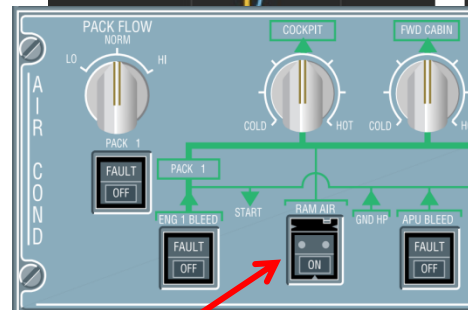 PACK FLOW
NORM
LO
HI
COCKPIT
FWD CABIN
COLD
HOT
COLD
H
AIR COND
PACK 1
FAULT
OFF
PACK 1
ENG 1 BLEED
START
RAM AIR
GND HP
APU BLEED
FAULT
OFF
ON
FAULT
OFF